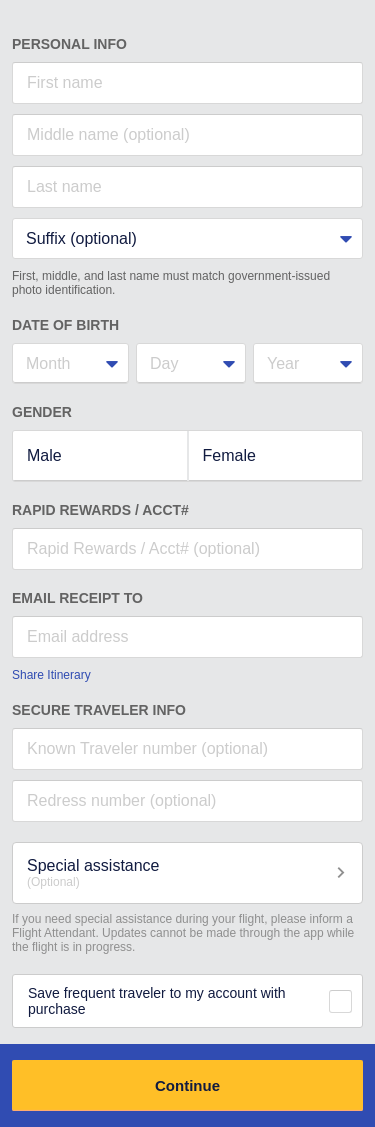 PERSONAL INFO
First name
Middle name (optional)
Last name
Suffix (optional)
First, middle, and last name must match government-issued
photo identification.
DATE OF BIRTH
Month Day Year
GENDER
Male Female
RAPID REWARDS / ACCT#
Rapid Rewards / Acct# (optional)
EMAIL RECEIPT TO
Email address
Share Itinerary
SECURE TRAVELER INFO
Known Traveler number (optional)
Redress number (optional)
Special assistance
(Optional)
If you need special assistance during your flight, please inform a
Flight Attendant. Updates cannot be made through the app while
the flight is in progress.
Save frequent traveler to my account with
purchase
Continue